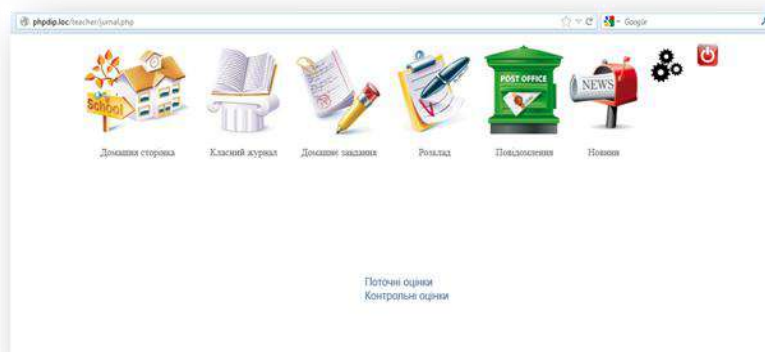 phpdip.loc/teacher/jurnal.php
Google
School
POST OFFICE
NEWS
Домашня сторінка
Класний журнал
Домашнє завдання
Розклад
Повідомлення
Новини
Поточні оцінки
Контрольні оцінки